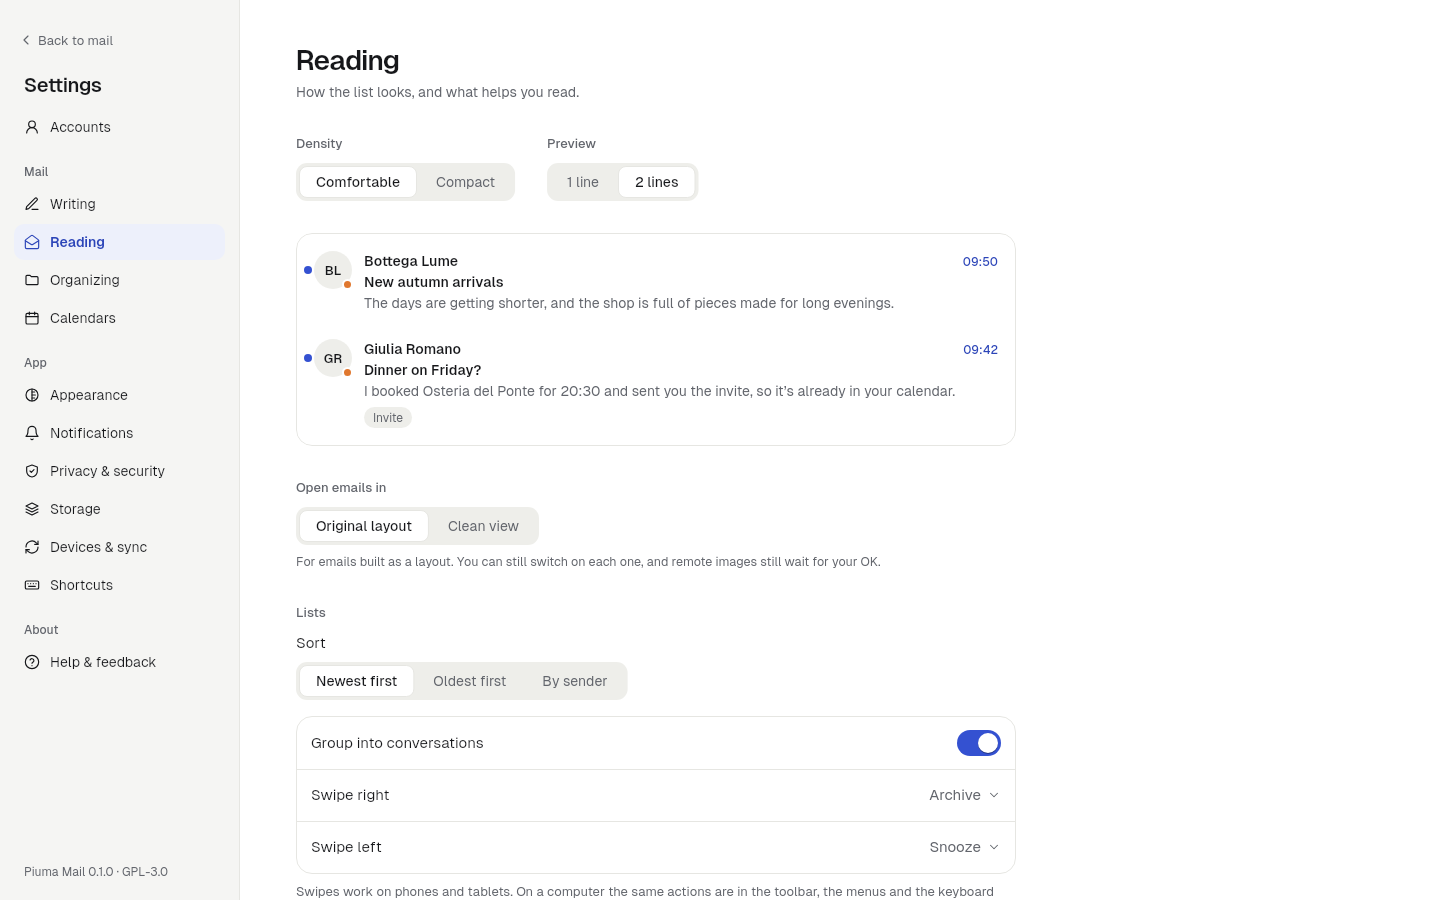 Back to mail
Settings
Accounts
Mail
Writing
Reading
Organizing
Calendars
App
Appearance
Notifications
Privacy & security
Storage
Devices & sync
Shortcuts
About
Help & feedback
Piuma Mail 0.1.0 · GPL-3.0
Reading
How the list looks, and what helps you read.
Density
Comfortable Compact
Preview
1 line 2 lines
BL
Bottega Lume 09:50
New autumn arrivals
The days are getting shorter, and the shop is full of pieces made for long evenings.
GR
Giulia Romano 09:42
Dinner on Friday?
I booked Osteria del Ponte for 20:30 and sent you the invite, so it’s already in your calendar.
Invite
Open emails in
Original layout Clean view
For emails built as a layout. You can still switch on each one, and remote images still wait for your OK.
Lists
Sort
Newest first Oldest first By sender
Group into conversations
Swipe right Archive
Swipe left Snooze
Swipes work on phones and tablets. On a computer the same actions are in the toolbar, the menus and the keyboard